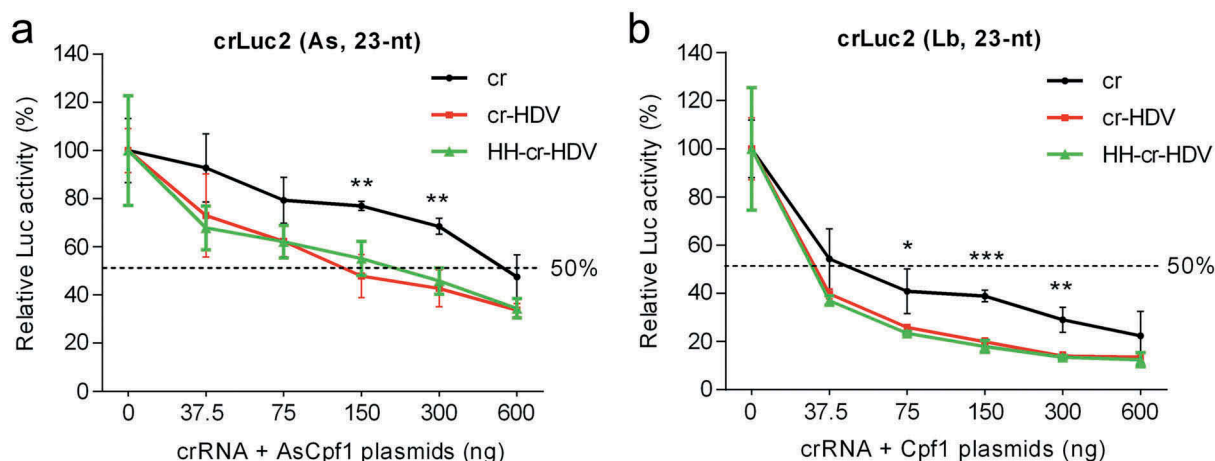 a
crLuc2 (As, 23-nt)
Relative Luc activity (%)
140
120
100
80
60
40
20
0
cr
cr-HDV
HH-cr-HDV
**
**
50%
0 37.5 75 150 300 600
crRNA + AsCpf1 plasmids (ng)
b
crLuc2 (Lb, 23-nt)
Relative Luc activity (%)
140
120
100
80
60
40
20
0
cr
cr-HDV
HH-cr-HDV
*
***
**
50%
0 37.5 75 150 300 600
crRNA + Cpf1 plasmids (ng)